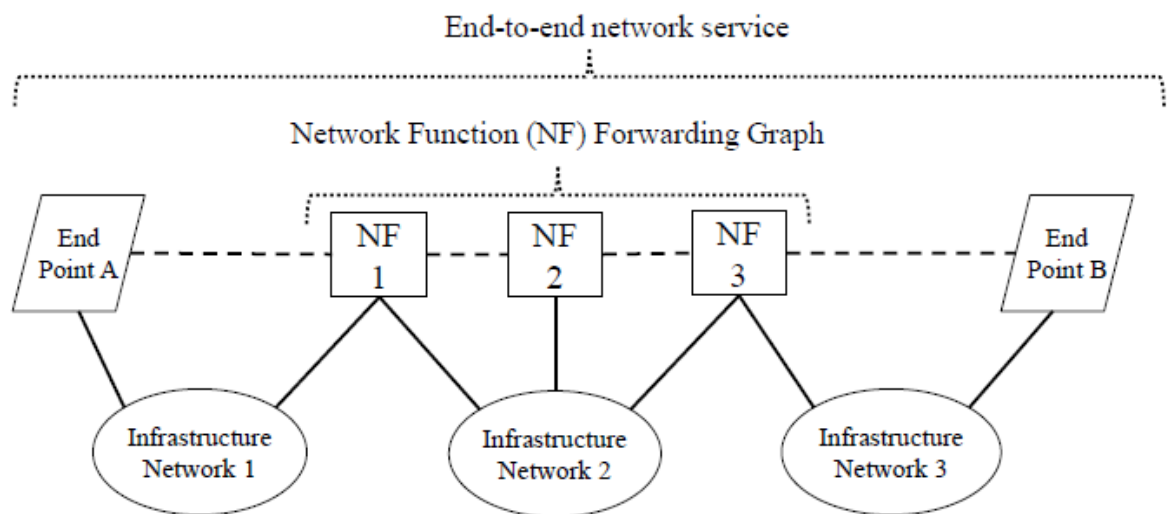 End-to-end network service
Network Function (NF) Forwarding Graph
End
Point A
NF
1
NF
2
NF
3
End
Point B
Infrastructure
Network 1
Infrastructure
Network 2
Infrastructure
Network 3